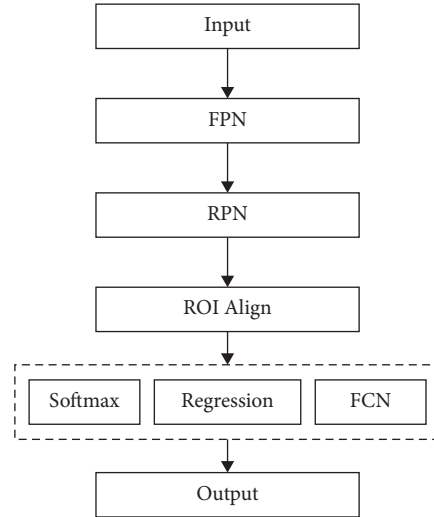 Input
FPN
RPN
ROI Align
Softmax Regression FCN
Output